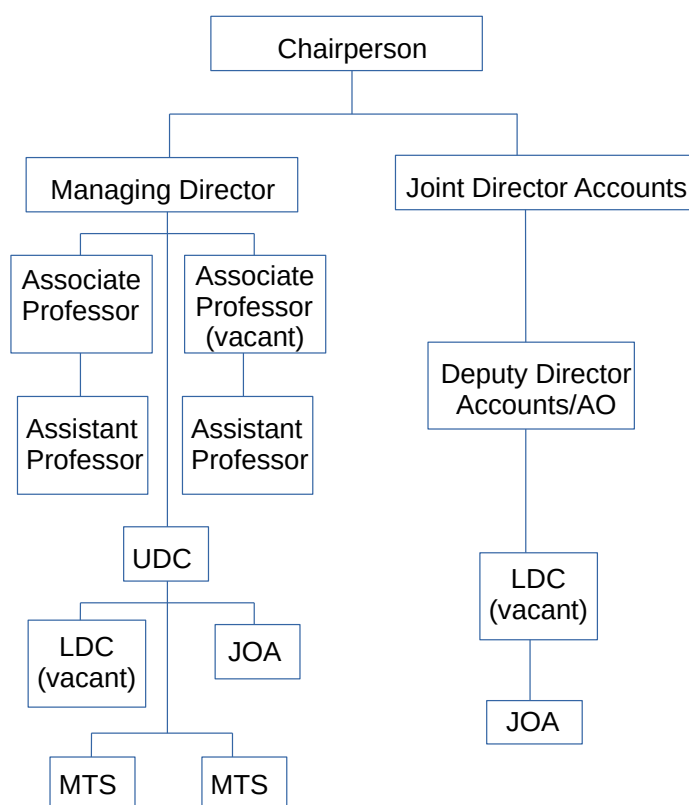 Chairperson
Managing Director
Joint Director Accounts
Associate
Professor
Associate
Professor
(vacant)
Deputy Director
Accounts/AO
Assistant
Professor
Assistant
Professor
UDC
LDC
(vacant)
LDC
(vacant)
JOA
JOA
MTS
MTS